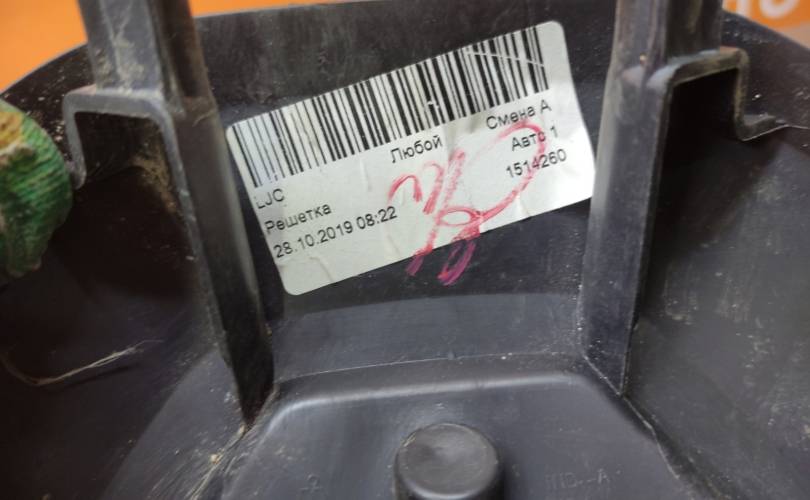 Любой Смена А
LJC Авто 1
Решетка 1514260
28.10.2019 08:22